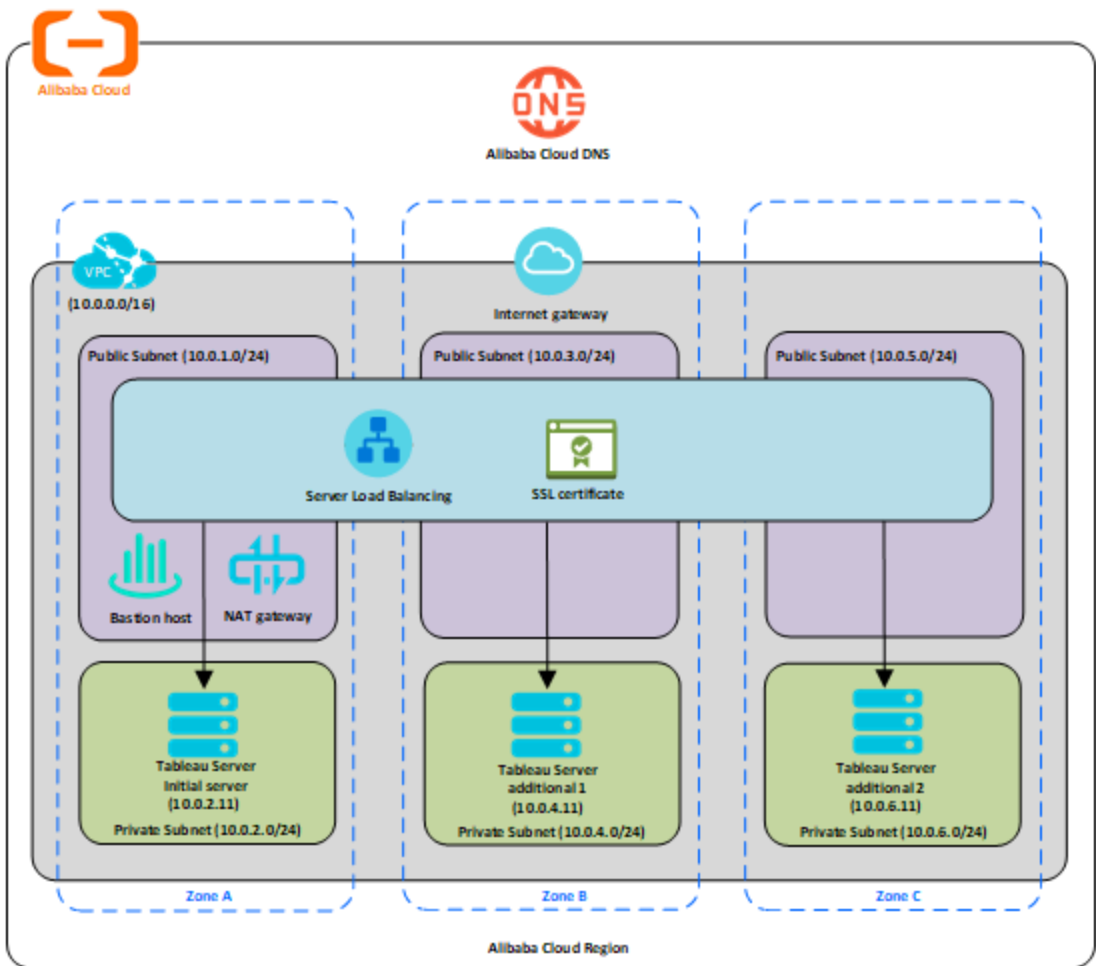 Alibaba Cloud
DNS
Alibaba Cloud DNS
VPC
(10.0.0.0/16)
Internet gateway
Public Subnet (10.0.1.0/24)
Public Subnet (10.0.3.0/24)
Public Subnet (10.0.5.0/24)
Server Load Balancing
SSL certificate
Bastion host
NAT gateway
Tableau Server
Initial server
(10.0.2.11)
Private Subnet (10.0.2.0/24)
Tableau Server
additional 1
(10.0.4.11)
Private Subnet (10.0.4.0/24)
Tableau Server
additional 2
(10.0.6.11)
Private Subnet (10.0.6.0/24)
Zone A
Zone B
Zone C
Alibaba Cloud Region